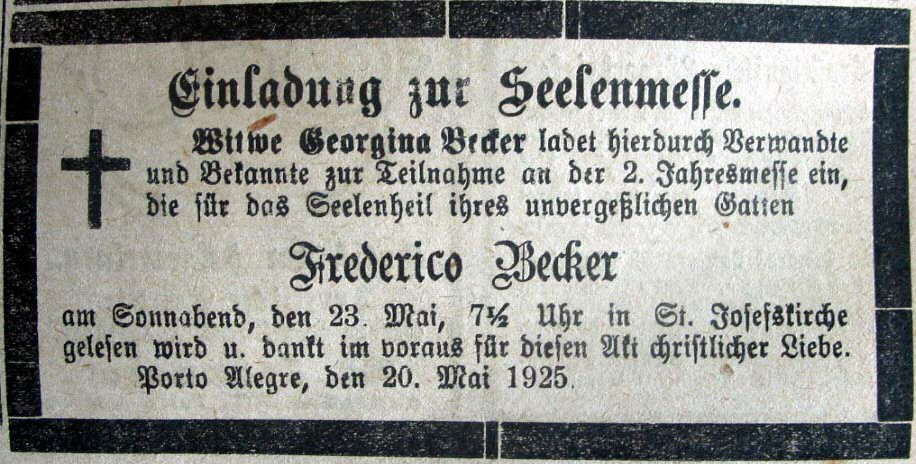 Einladung zur Seelenmesse.
Witwe Georgina Becker ladet hierdurch Verwandte
und Bekannte zur Teilnahme an der 2. Jahresmesse ein,
die für das Seelenheil ihres unvergeßlichen Gatten
Frederico Becker
am Sonnabend, den 23. Mai, 7½ Uhr in St. Josefskirche
gelesen wird u. dankt im voraus für diesen Akt christlicher Liebe.
Porto Alegre, den 20. Mai 1925.